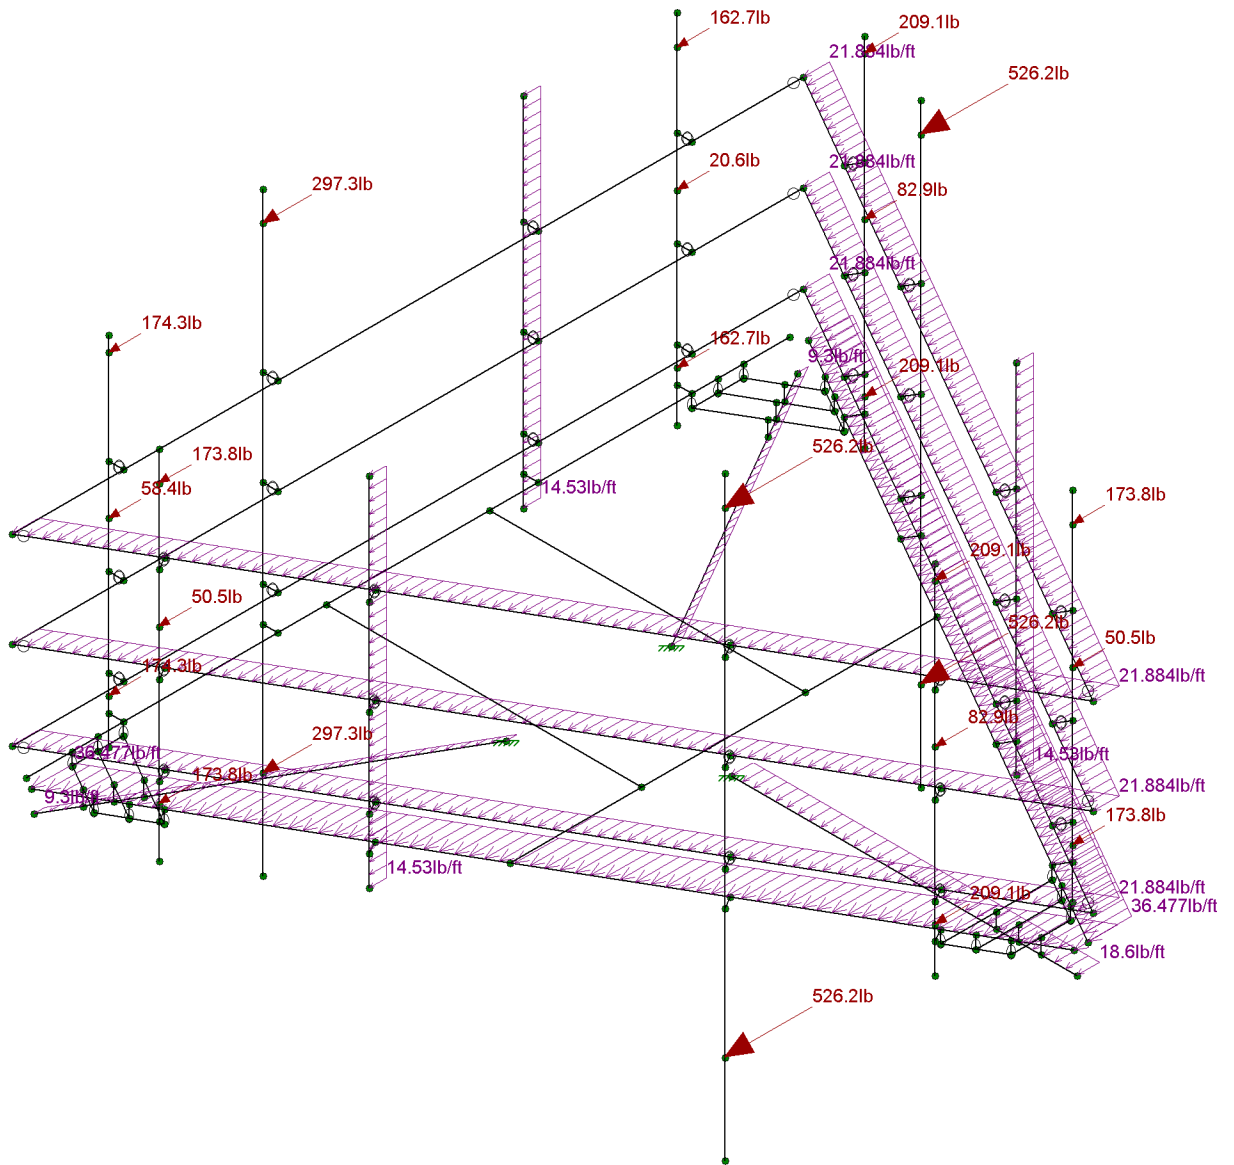 162.7lb
209.1lb
21.884lb/ft
526.2lb
20.6lb
21.884lb/ft
297.3lb
82.9lb
21.884lb/ft
174.3lb
162.7lb
9.3lb/ft
209.1lb
173.8lb
526.2lb
58.4lb
14.53lb/ft
173.8lb
209.1lb
50.5lb
526.2lb
50.5lb
174.3lb
21.884lb/ft
82.9lb
297.3lb
36.477lb/ft
14.53lb/ft
173.8lb
21.884lb/ft
9.3lb/ft
173.8lb
14.53lb/ft
21.884lb/ft
209.1lb
36.477lb/ft
18.6lb/ft
526.2lb